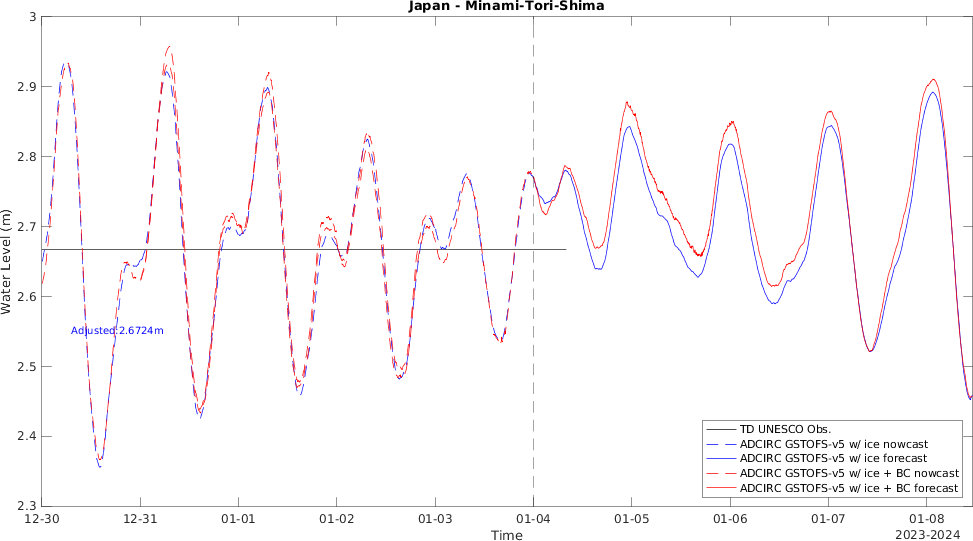 Japan - Minami-Tori-Shima
Water Level (m)
3
2.9
2.8
2.7
2.6
2.5
2.4
2.3
Adjusted:2.6724m
TD UNESCO Obs.
ADCIRC GSTOFS-v5 w/ ice nowcast
ADCIRC GSTOFS-v5 w/ ice forecast
ADCIRC GSTOFS-v5 w/ ice + BC nowcast
ADCIRC GSTOFS-v5 w/ ice + BC forecast
12-30 12-31 01-01 01-02 01-03 01-04 01-05 01-06 01-07 01-08
Time
2023-2024